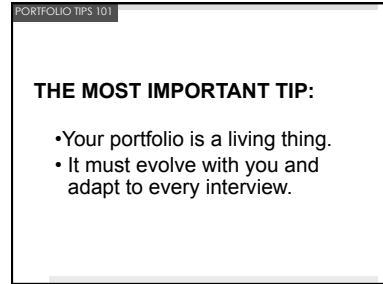 PORTFOLIO TIPS 101
THE MOST IMPORTANT TIP:
•Your portfolio is a living thing.
• It must evolve with you and
adapt to every interview.